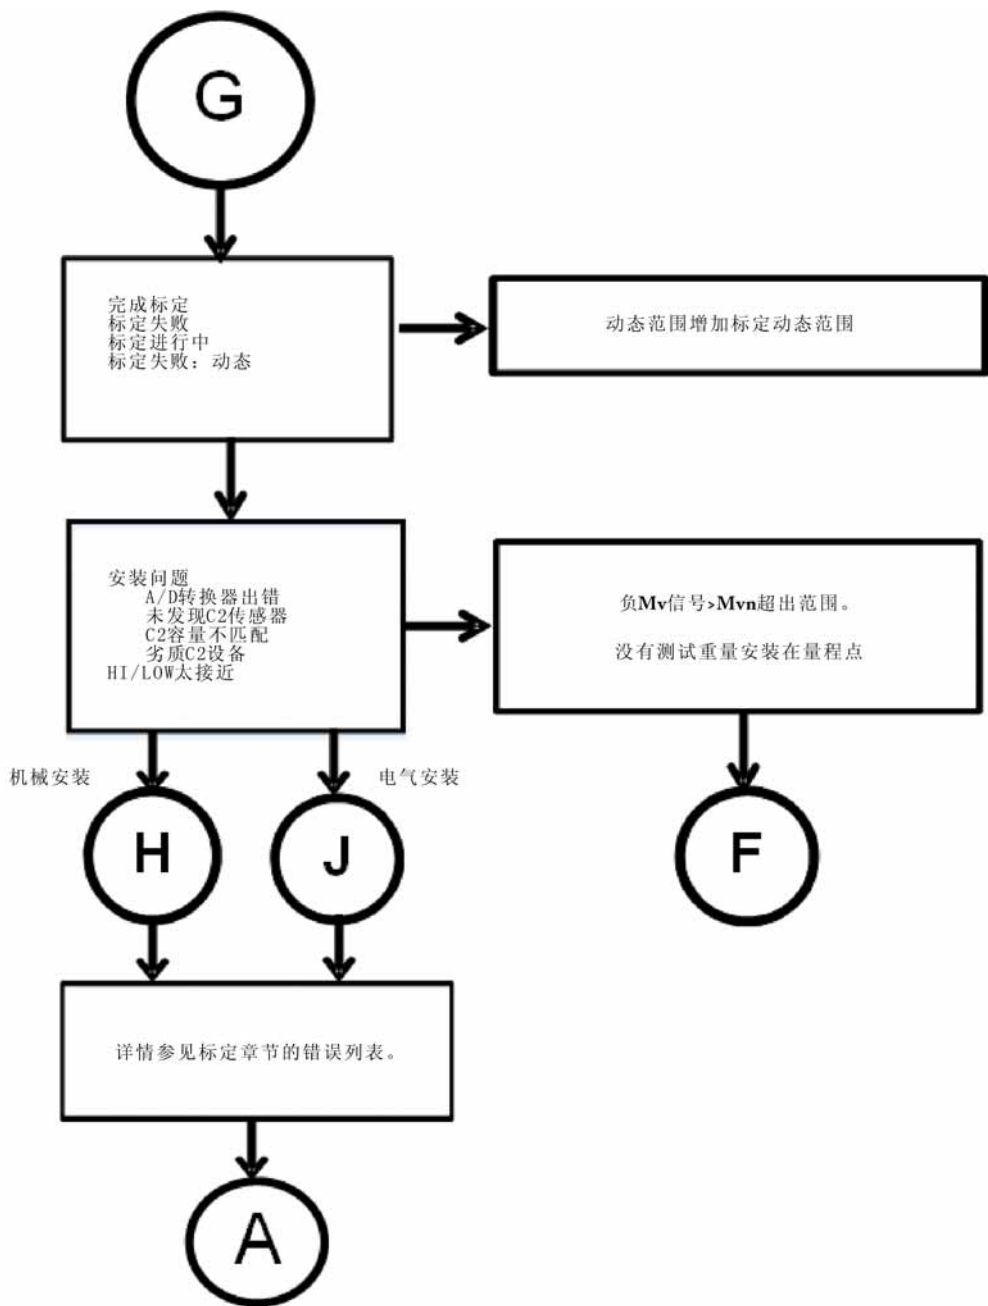 G
完成标定
标定失败
标定进行中
标定失败：动态
动态范围增加标定动态范围
安装问题
A/D转换器出错
未发现C2传感器
C2容量不匹配
劣质C2设备
HI/LOW太接近
负Mv信号>Mvn超出范围。
没有测试重量安装在量程点
机械安装
电气安装
H
J
F
详情参见标定章节的错误列表。
A